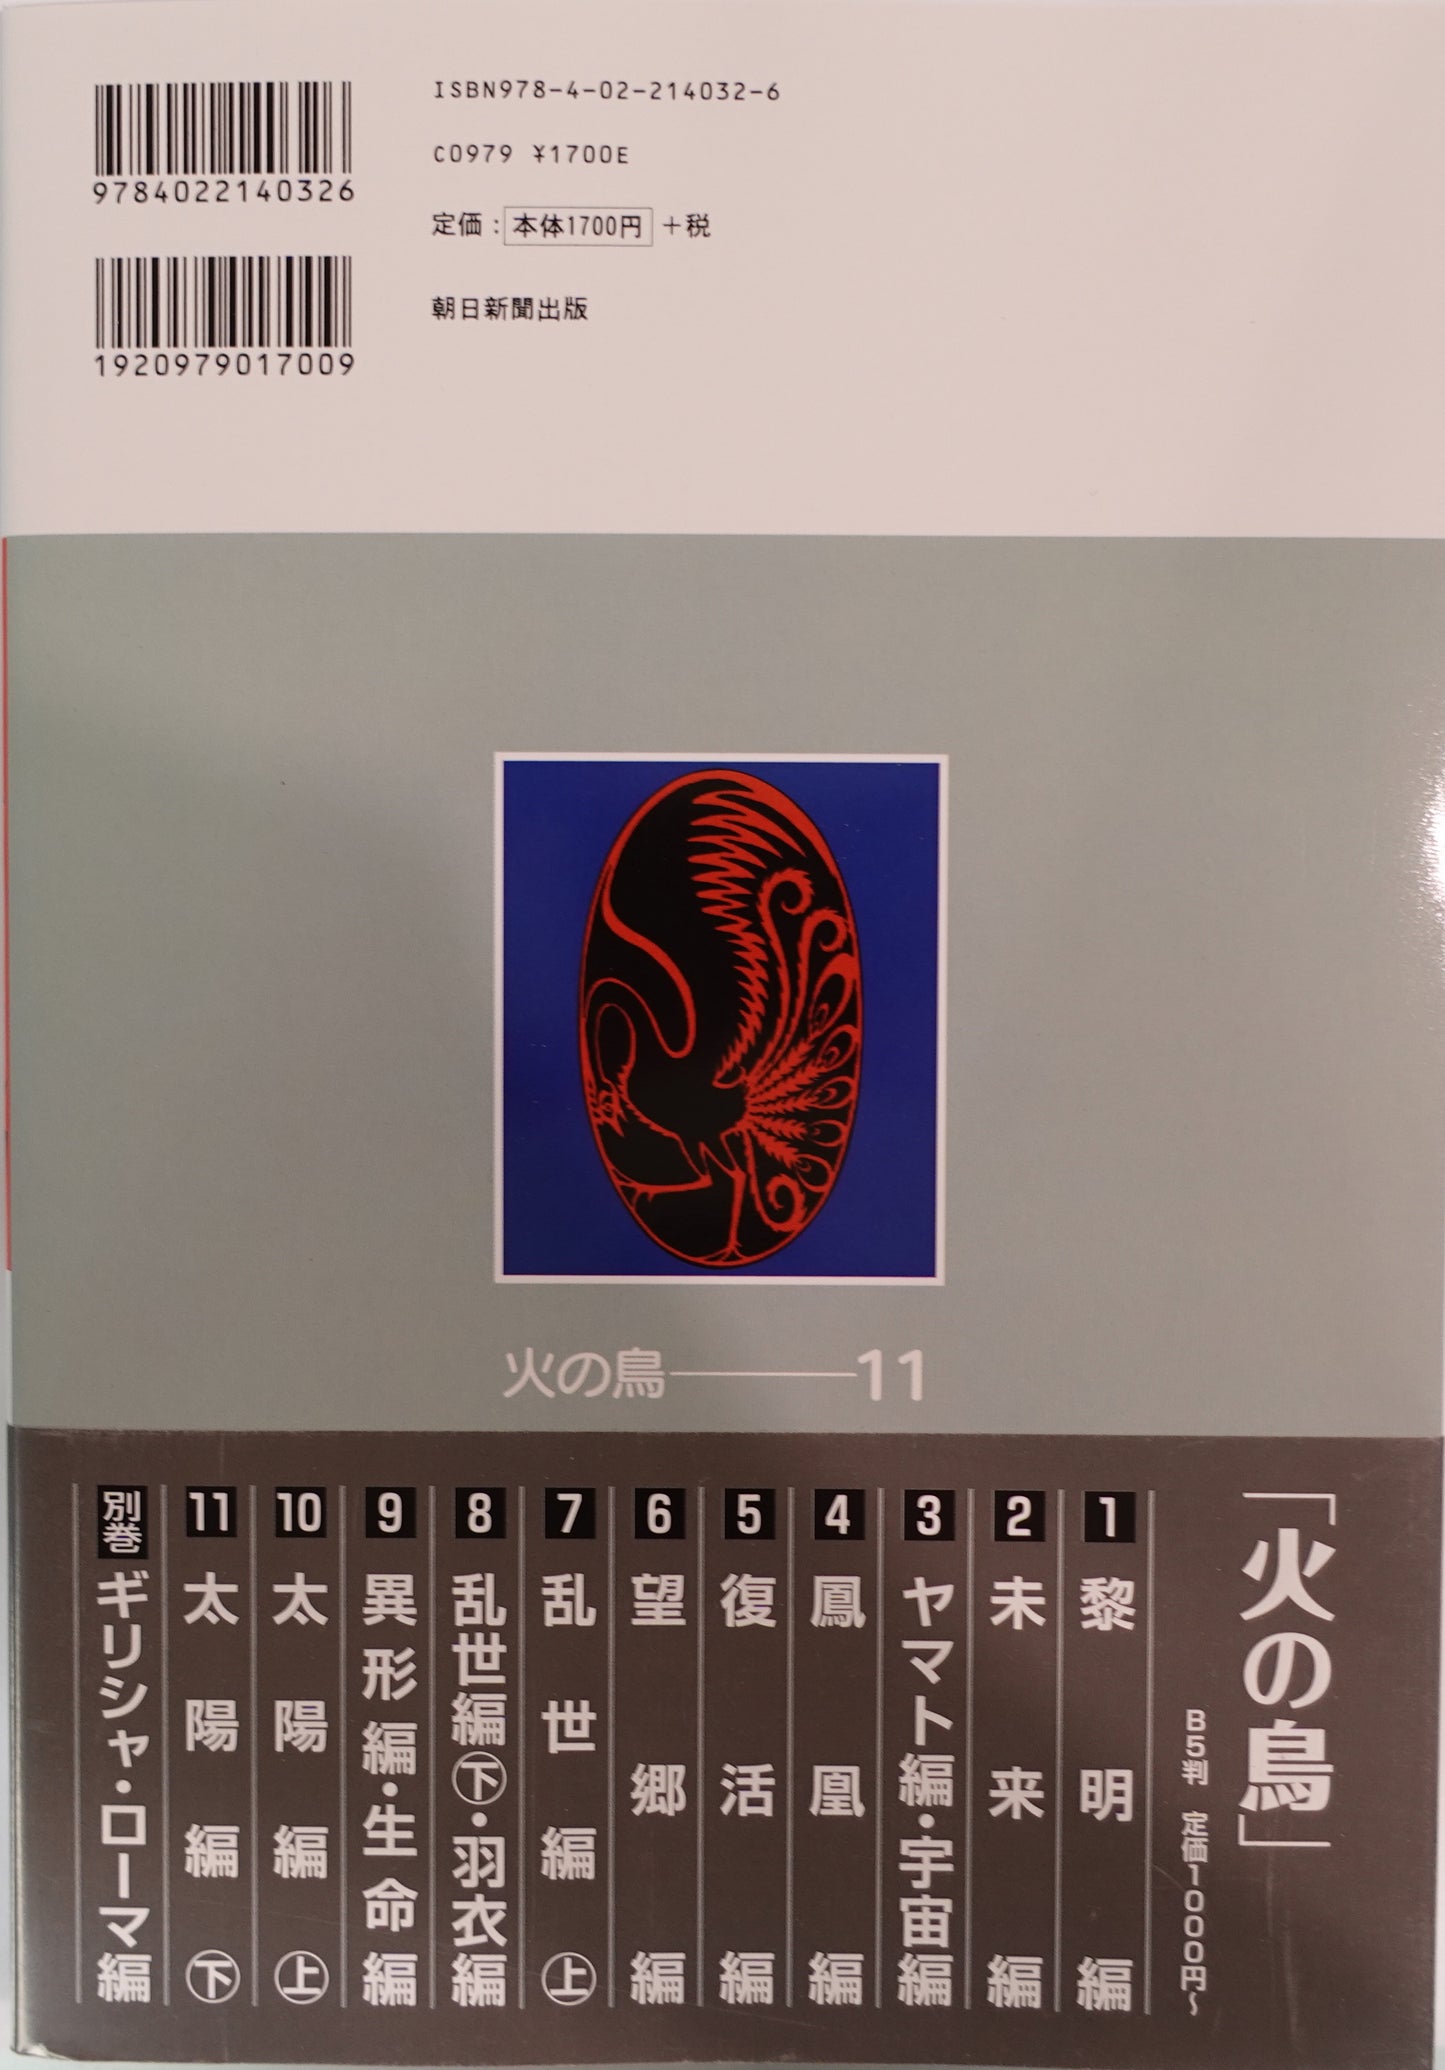 ISBN978-4-02-214032-6
C0979 ¥1700E
定価：本体1700円＋税
朝日新聞出版
9784022140326
1920979017009
火の鳥――11
「火の鳥」
B5判 定価1000円〜
1 黎明編
2 未来編
3 ヤマト編・宇宙編
4 鳳凰編
5 復活編
6 望郷編
7 乱世編㊤
8 乱世編㊦・羽衣編
9 異形編・生命編
10 太陽編㊤
11 太陽編㊦
別巻 ギリシャ・ローマ編